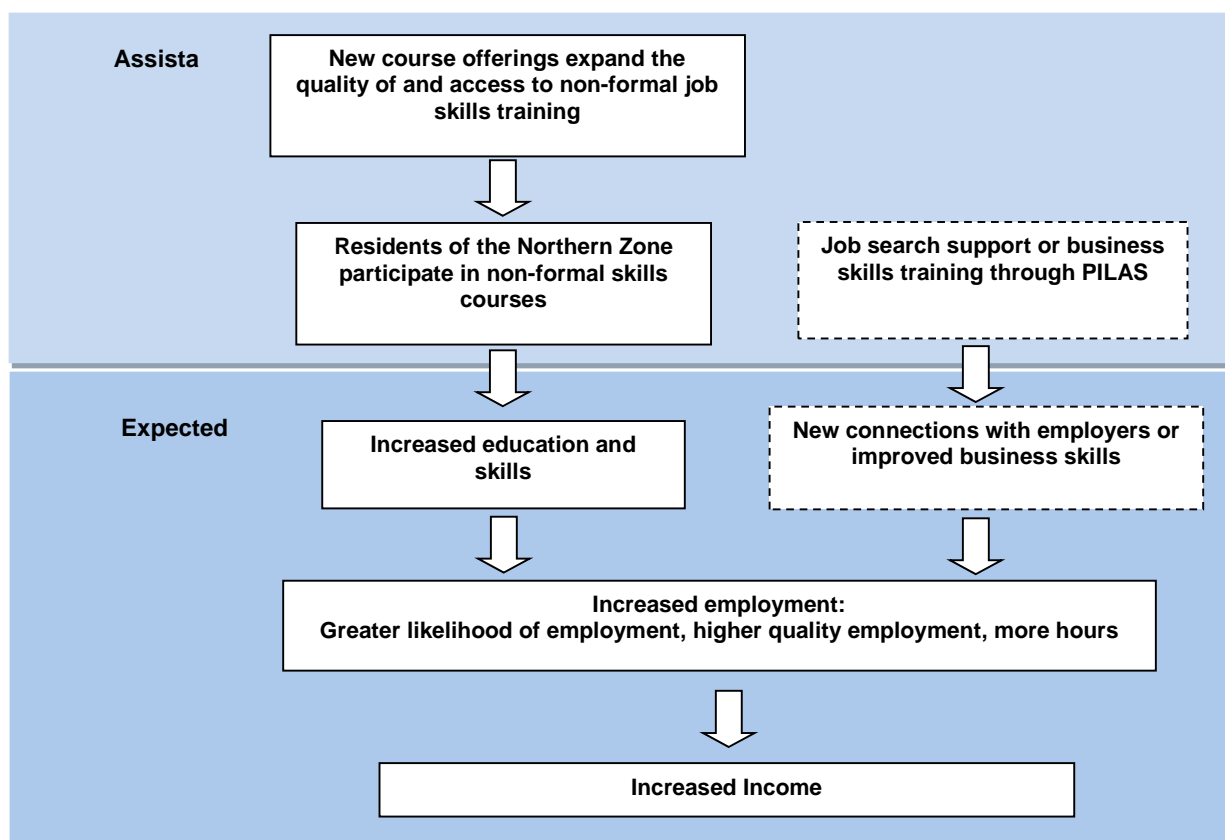 Assista
New course offerings expand the
quality of and access to non-formal job
skills training
Residents of the Northern Zone
participate in non-formal skills
courses
Job search support or business
skills training through PILAS
Expected
Increased education and
skills
New connections with employers or
improved business skills
Increased employment:
Greater likelihood of employment, higher quality employment, more hours
Increased Income